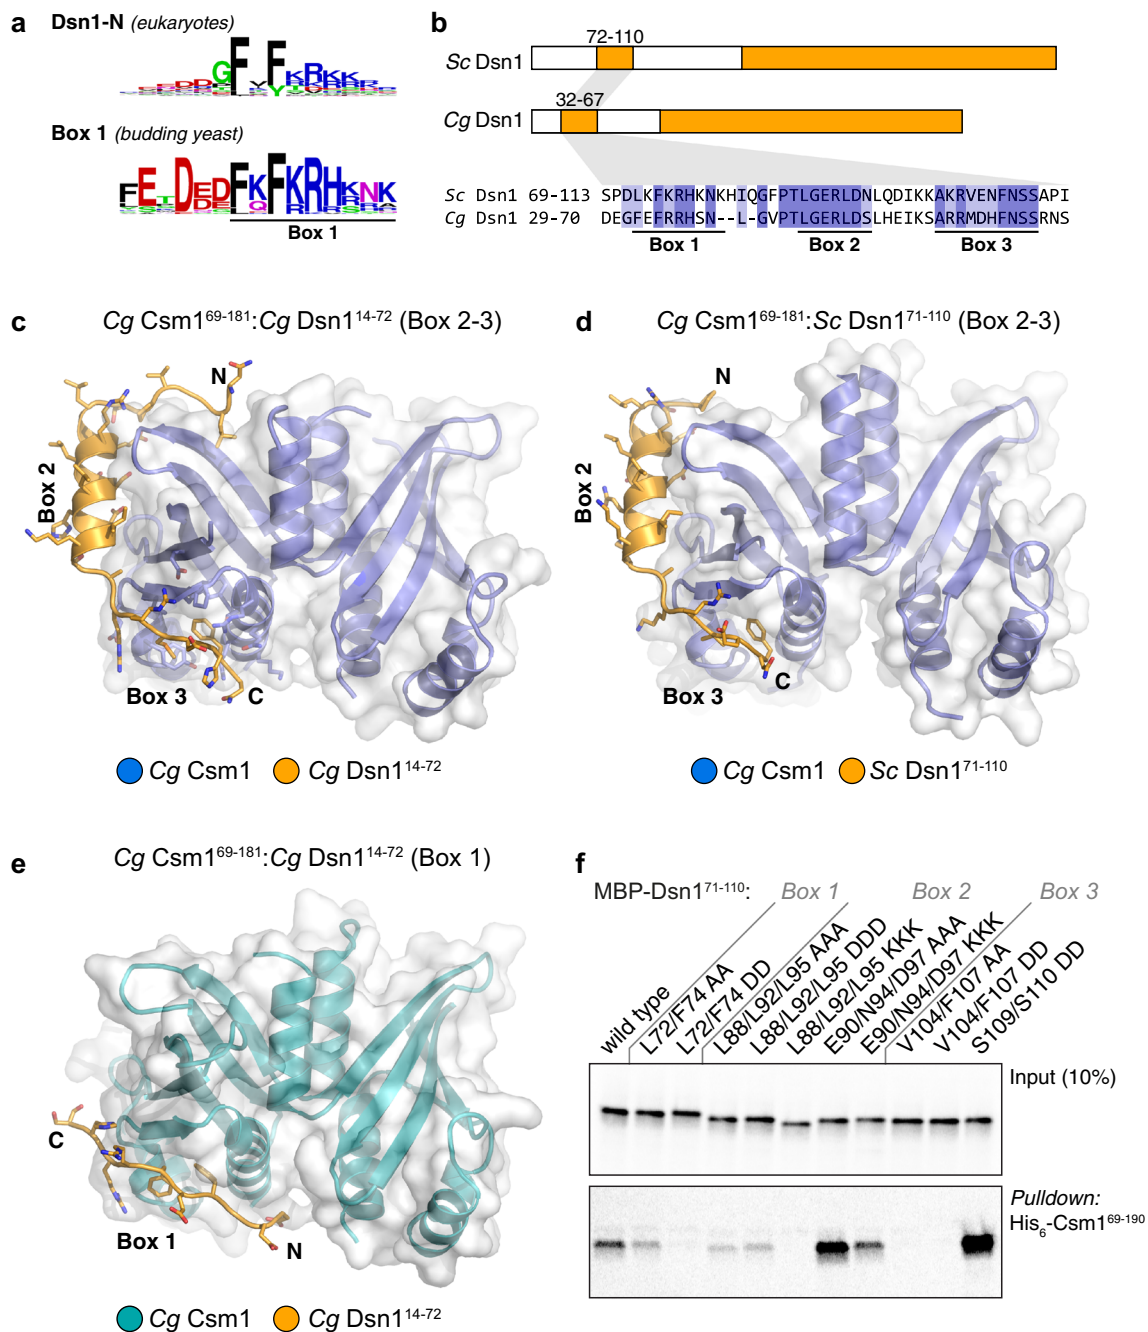 a
Dsn1-N (eukaryotes)
Box 1 (budding yeast)
Box 1
b
72-110
Sc Dsn1
32-67
Cg Dsn1
Sc Dsn1 69-113 SPDLKFKRHKNKHIQGFPTLGERLDNLQDIKKAKRVENFNSSAPI
Cg Dsn1 29-70 DEGFEFRRHSN--L-GVPTLGERLDSLHEIKSARRMDHFNSSRNS
Box 1 Box 2 Box 3
c
Cg Csm1⁶⁹⁻¹⁸¹:Cg Dsn1¹⁴⁻⁷² (Box 2-3)
N
Box 2
Box 3
C
Cg Csm1 Cg Dsn1¹⁴⁻⁷²
d
Cg Csm1⁶⁹⁻¹⁸¹:Sc Dsn1⁷¹⁻¹¹⁰ (Box 2-3)
N
Box 2
Box 3
C
Cg Csm1 Sc Dsn1⁷¹⁻¹¹⁰
e
Cg Csm1⁶⁹⁻¹⁸¹:Cg Dsn1¹⁴⁻⁷² (Box 1)
C
Box 1
N
Cg Csm1 Cg Dsn1¹⁴⁻⁷²
f
MBP-Dsn1⁷¹⁻¹¹⁰: Box 1 Box 2 Box 3
wild type
L72/F74 AA
L72/F74 DD
L88/L92/L95 AAA
L88/L92/L95 DDD
L88/L92/L95 KKK
E90/N94/D97 AAA
E90/N94/D97 KKK
V104/F107 AA
V104/F107 DD
S109/S110 DD
Input (10%)
Pulldown:
His₆-Csm1⁶⁹⁻¹⁹⁰